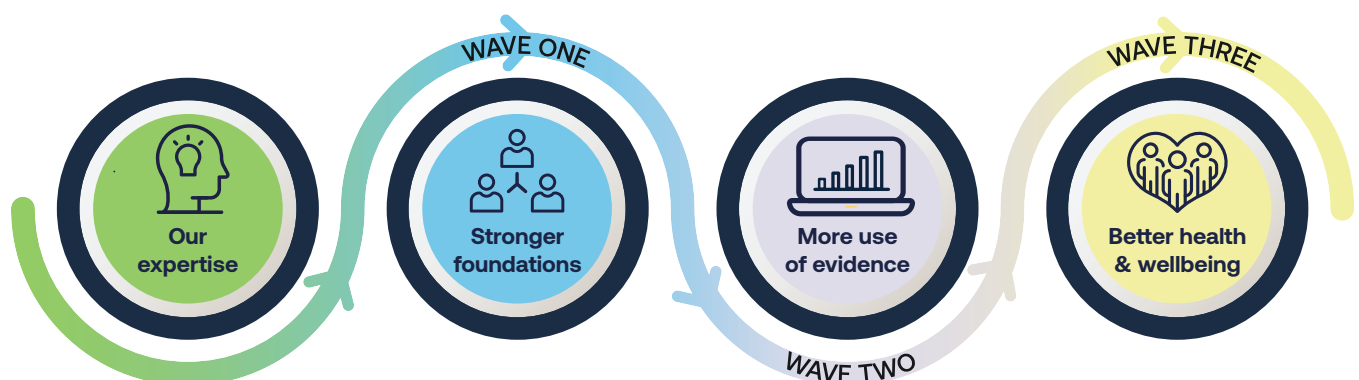 WAVE ONE
WAVE THREE
Our
expertise
Stronger
foundations
More use
of evidence
Better health
& wellbeing
WAVE TWO